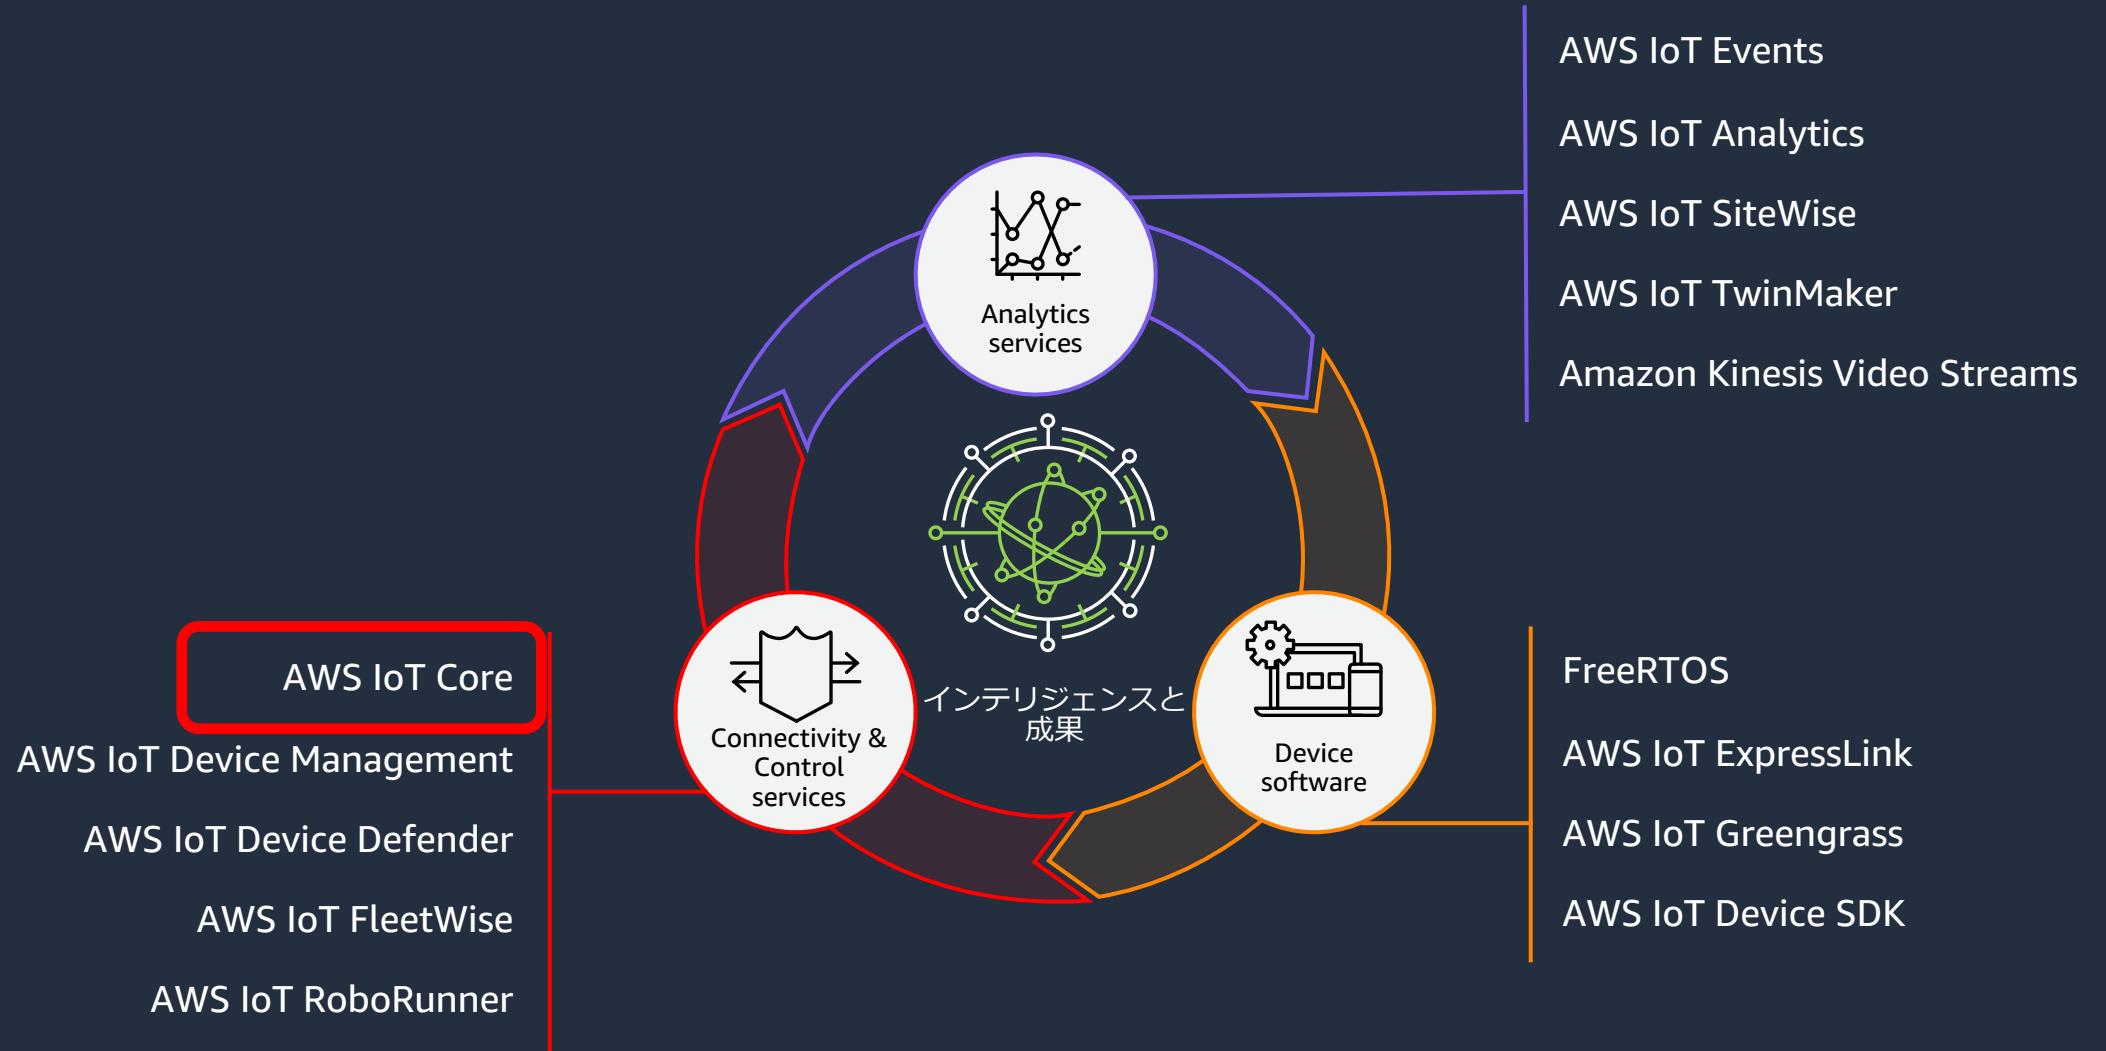 AWS IoT Events
AWS IoT Analytics
AWS IoT SiteWise
AWS IoT TwinMaker
Amazon Kinesis Video Streams
Analytics
services
インテリジェンスと
成果
Connectivity &
Control
services
Device
software
AWS IoT Core
AWS IoT Device Management
AWS IoT Device Defender
AWS IoT FleetWise
AWS IoT RoboRunner
FreeRTOS
AWS IoT ExpressLink
AWS IoT Greengrass
AWS IoT Device SDK